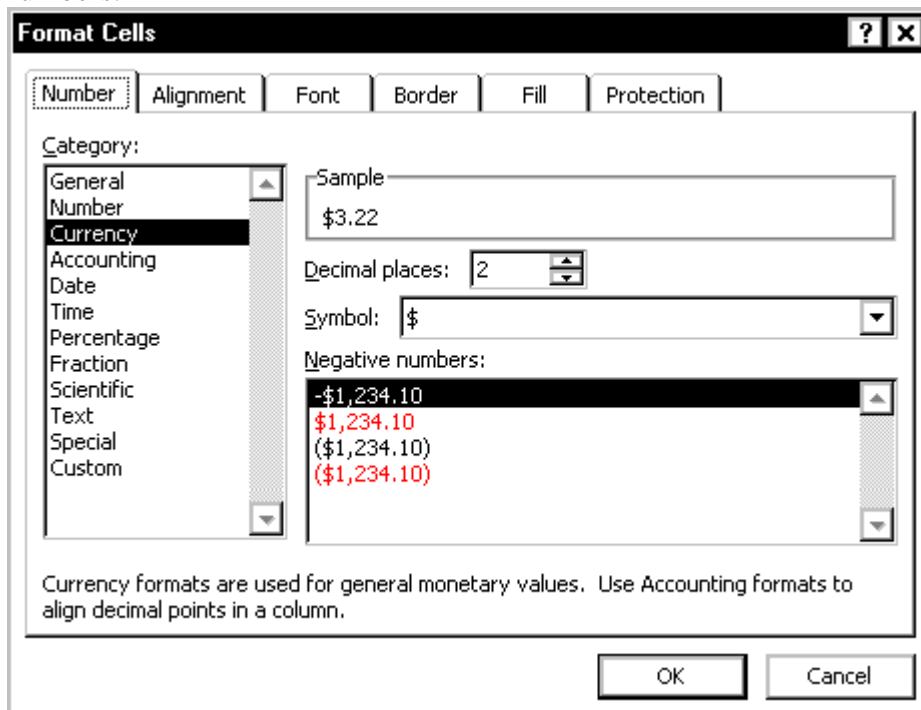 Format Cells
Number Alignment Font Border Fill Protection
Category:
General
Number
Currency
Accounting
Date
Time
Percentage
Fraction
Scientific
Text
Special
Custom
Sample
$3.22
Decimal places: 2
Symbol: $
Negative numbers:
-$1,234.10
$1,234.10
($1,234.10)
($1,234.10)
Currency formats are used for general monetary values. Use Accounting formats to
align decimal points in a column.
OK Cancel